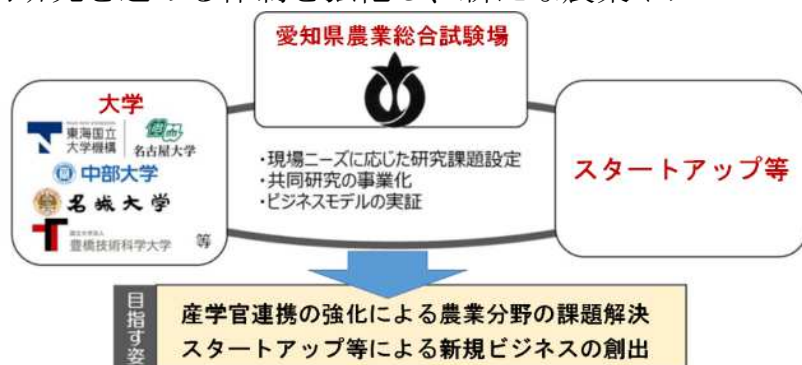 愛知県農業総合試験場
大学
東海国立
大学機構
名古屋大学
中部大学
名城大学
国立大学法人
豊橋技術科学大学
等
・現場ニーズに応じた研究課題設定
・共同研究の事業化
・ビジネスモデルの実証
スタートアップ等
目指す姿
産学官連携の強化による農業分野の課題解決
スタートアップ等による新規ビジネスの創出